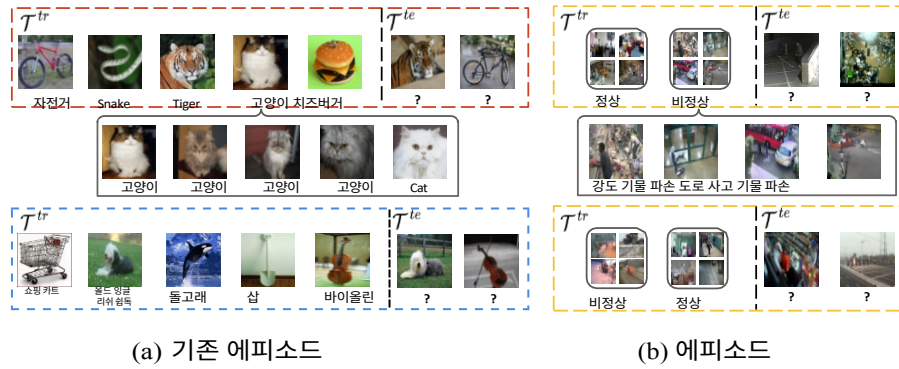 T^tr T^te
자전거 Snake Tiger 고양이 치즈버거 ? ?
고양이 고양이 고양이 고양이 Cat
T^tr T^te
쇼핑 카트 올드 잉글 리쉬 쉽독 돌고래 삽 바이올린 ? ?
(a) 기존 에피소드
T^tr T^te
정상 비정상 ? ?
강도 기물 파손 도로 사고 기물 파손
T^tr T^te
비정상 정상 ? ?
(b) 에피소드